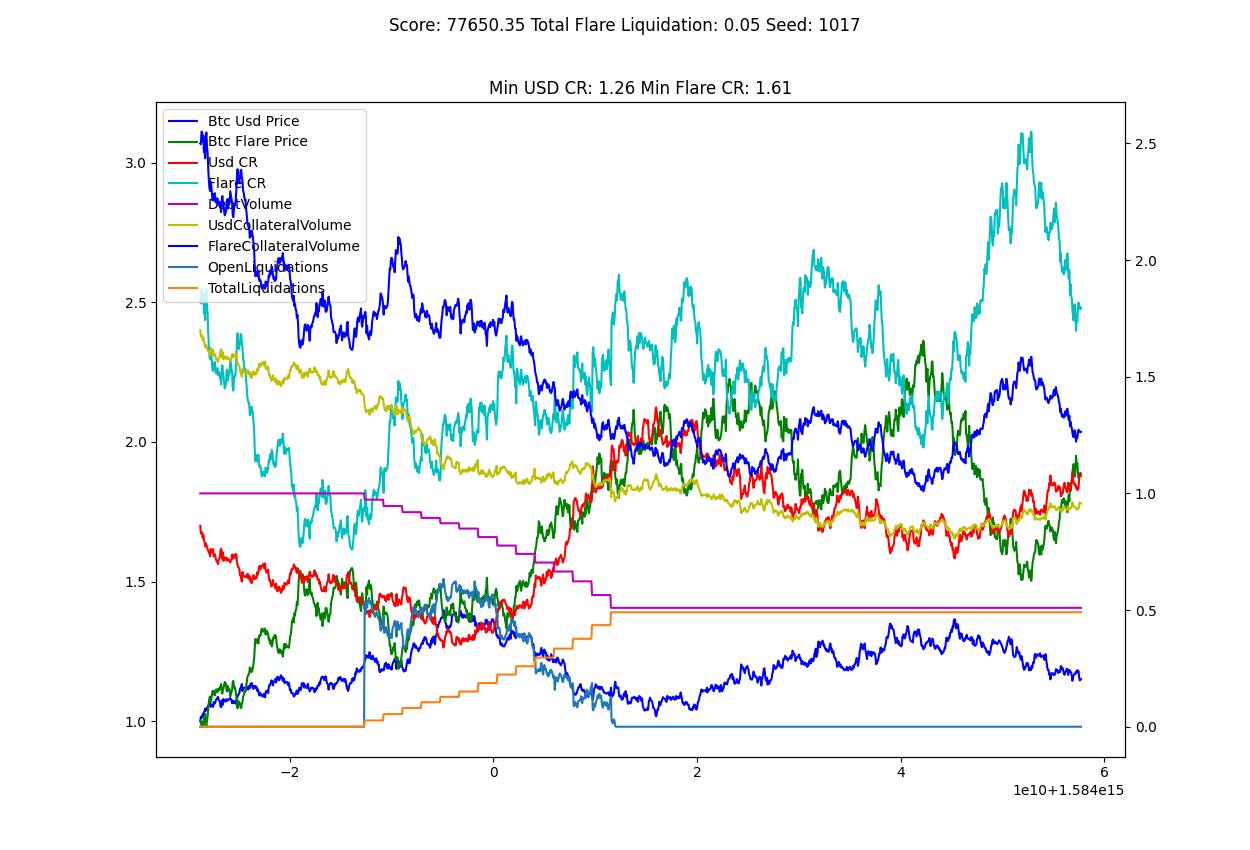 Score: 77650.35 Total Flare Liquidation: 0.05 Seed: 1017
Min USD CR: 1.26 Min Flare CR: 1.61
Btc Usd Price
Btc Flare Price
Usd CR
Flare CR
DebtVolume
UsdCollateralVolume
FlareCollateralVolume
OpenLiquidations
TotalLiquidations
3.0
2.5
2.0
1.5
1.0
2.5
2.0
1.5
1.0
0.5
0.0
−2
0
2
4
6
1e10+1.584e15